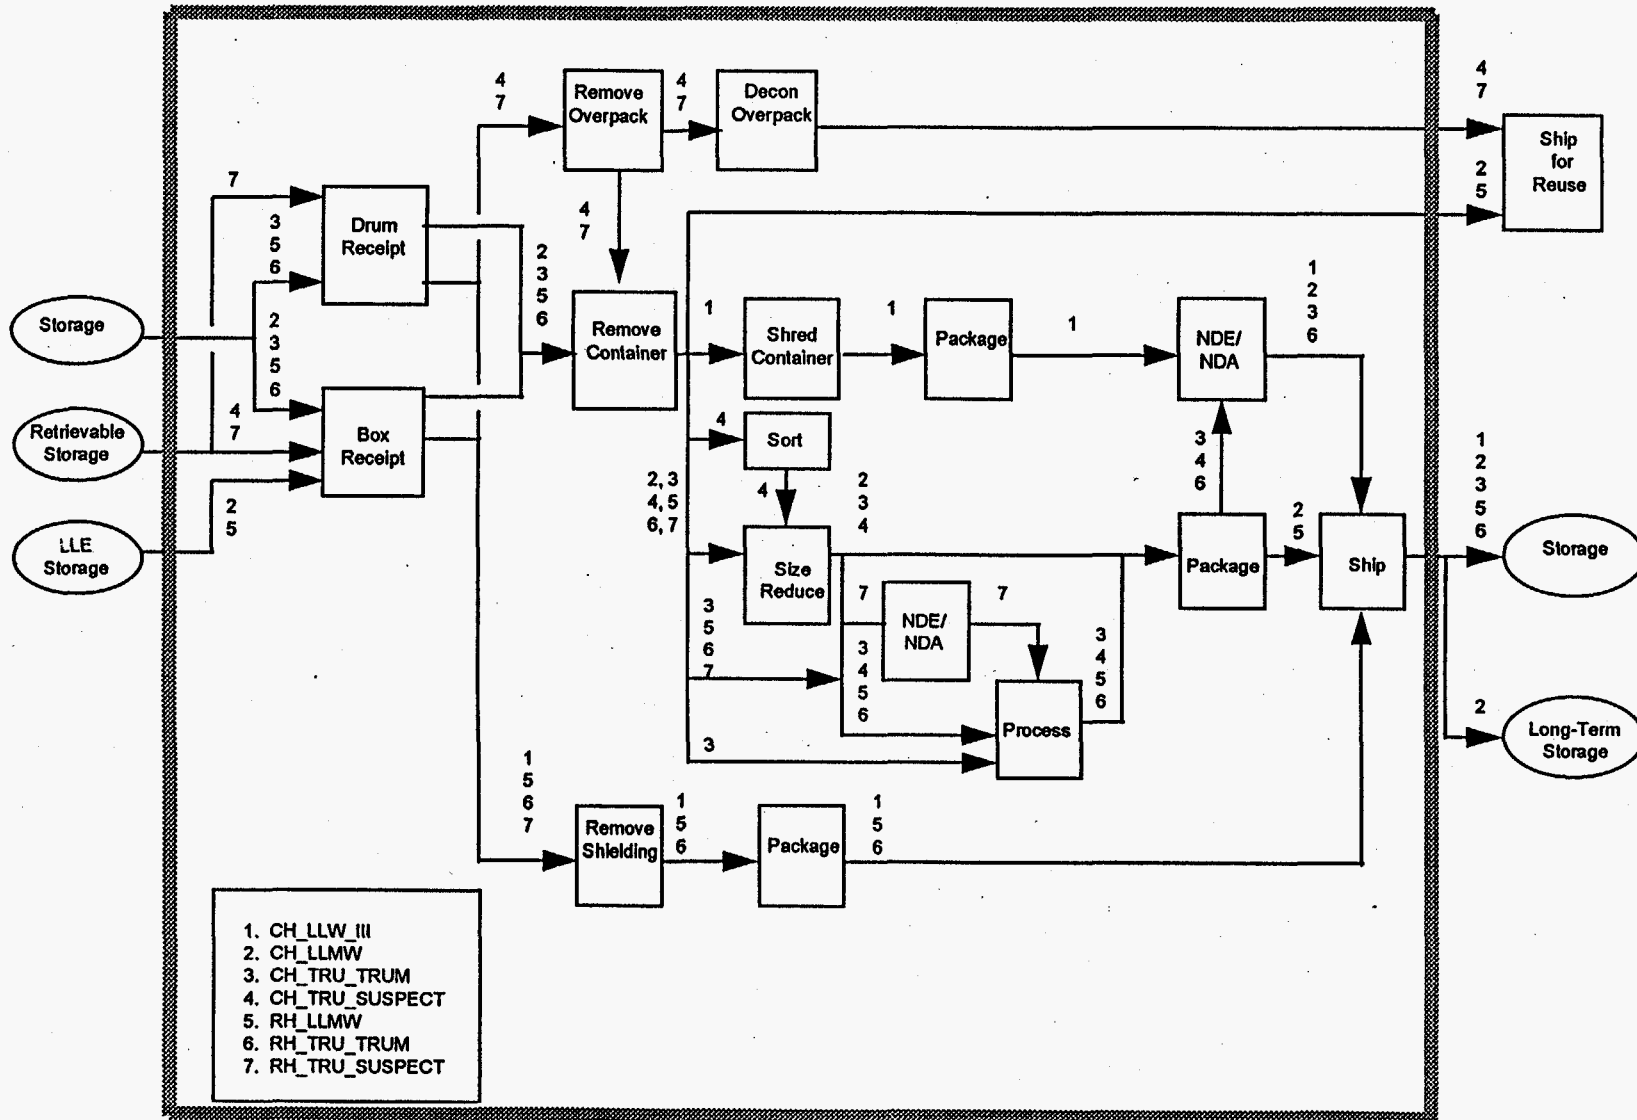 4
7
Remove
Overpack
4
7
Decon
Overpack
4
7
Ship
for
Reuse
2
5
7
3
5
6
Drum
Receipt
4
7
2
3
5
6
Storage
2
3
5
6
Remove
Container
1
Shred
Container
1
Package
1
NDE/
NDA
1
2
3
6
Retrievable
Storage
4
7
Box
Receipt
4
Sort
4
2, 3
4, 5
6, 7
2
3
4
3
4
6
LLE
Storage
2
5
Size
Reduce
Package
2
5
Ship
1
2
3
5
6
Storage
3
5
6
7
7
NDE/
NDA
7
3
4
5
6
3
4
5
6
Process
3
2
Long-Term
Storage
1
5
6
7
Remove
Shielding
1
5
6
Package
1
5
6
1. CH_LLW_III
2. CH_LLMW
3. CH_TRU_TRUM
4. CH_TRU_SUSPECT
5. RH_LLMW
6. RH_TRU_TRUM
7. RH_TRU_SUSPECT